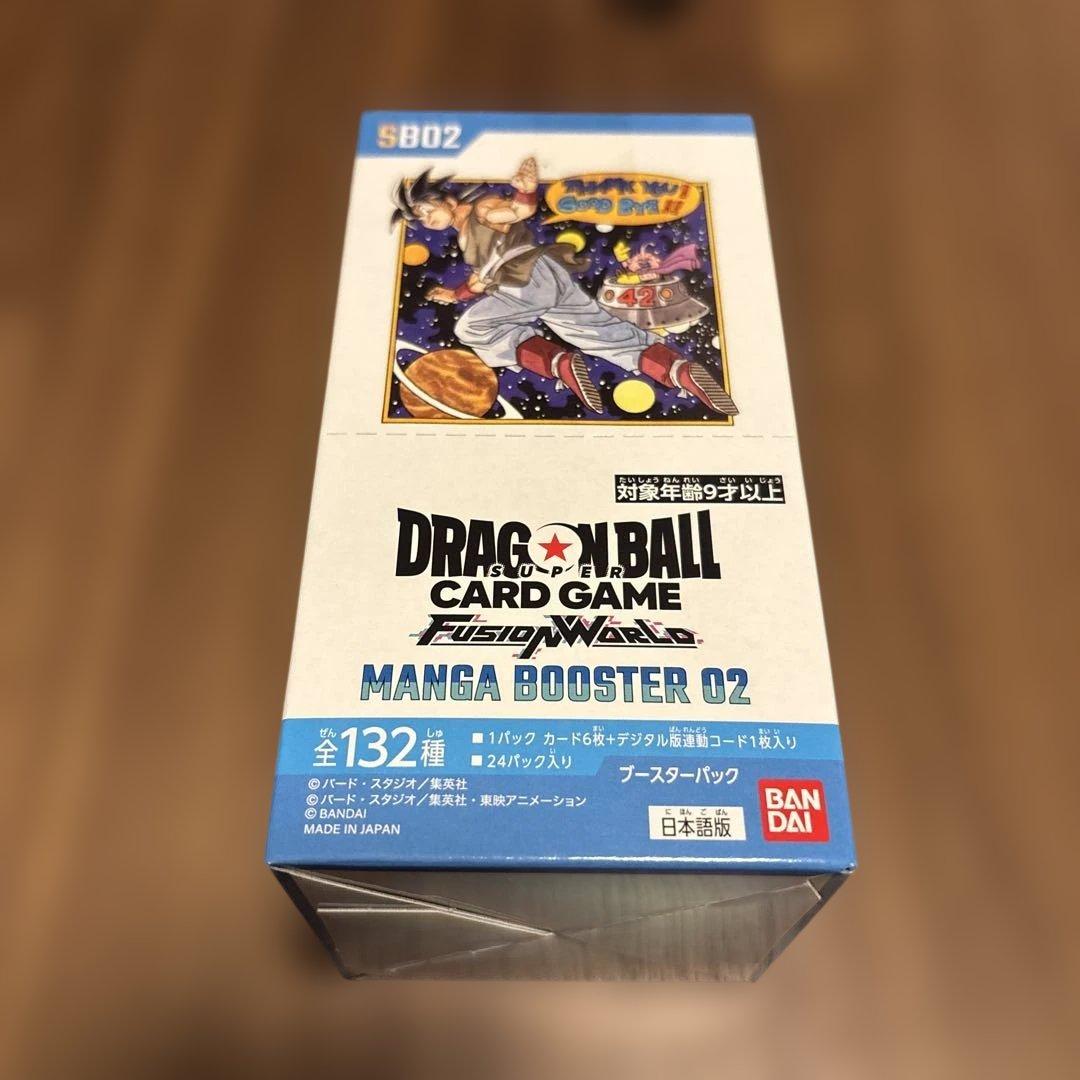 SB02
THANK YOU!
GOOD BYE!!
42
たいしょうねんれい さいいじょう
対象年齢9才以上
DRAGON BALL
SUPER
CARD GAME
FUSION WORLD
MANGA BOOSTER 02
ぜん しゅ
全132種
まい ばんれんどう まいい
■1パック カード6枚+デジタル版連動コード1枚入り
い
■24パック入り
ブースターパック
©バード・スタジオ/集英社
©バード・スタジオ/集英社・東映アニメーション
©BANDAI
MADE IN JAPAN
にほんごばん
日本語版
BAN
DAI